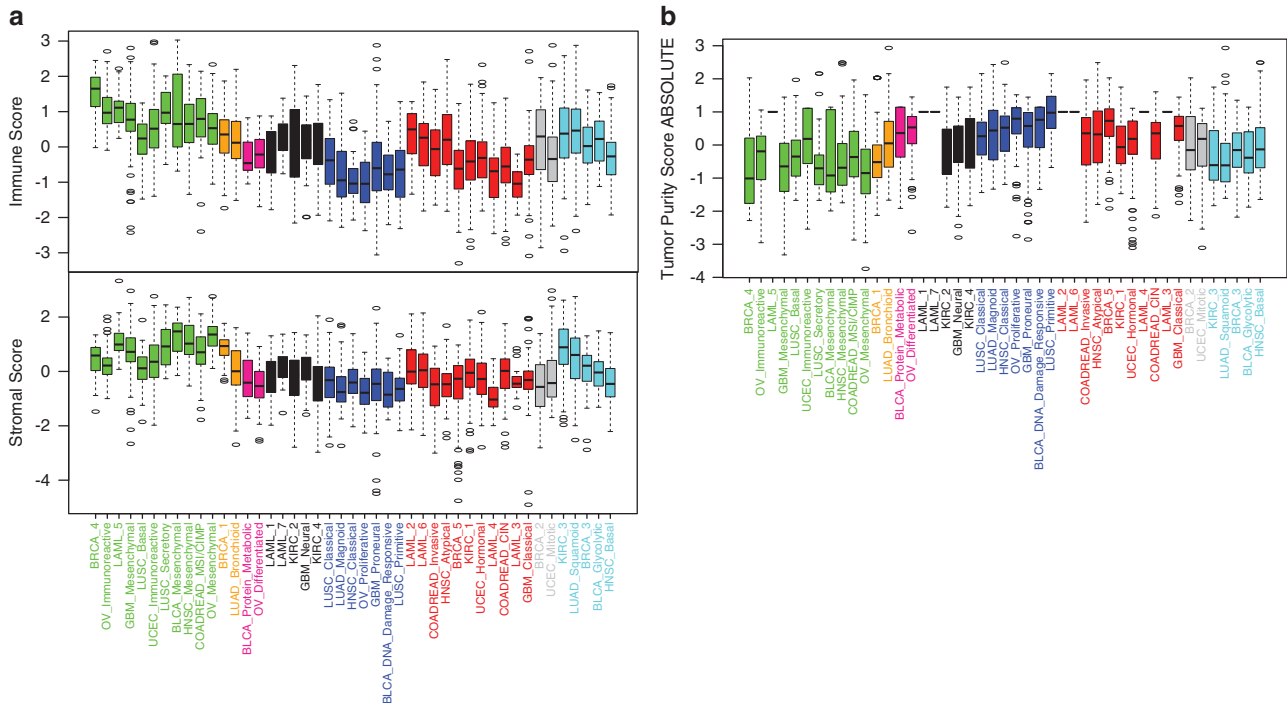 a
Immune Score
3
2
1
0
-1
-2
-3
Stromal Score
2
0
-2
-4
BRCA_4
OV_Immunoreactive
LAML_5
GBM_Mesenchymal
LUSC_Basal
UCEC_Immunoreactive
LUSC_Secretory
BLCA_Mesenchymal
HNSC_Mesenchymal
COADREAD_MSI/CIMP
OV_Mesenchymal
BRCA_1
LUAD_Bronchioid
BLCA_Protein_Metabolic
OV_Differentiated
LAML_1
LAML_7
KIRC_2
GBM_Neural
KIRC_4
LUSC_Classical
LUAD_Magnoid
HNSC_Classical
OV_Proliferative
GBM_Proneural
BLCA_DNA_Damage_Responsive
LUSC_Primitive
LAML_2
LAML_6
COADREAD_Invasive
HNSC_Atypical
BRCA_5
KIRC_1
UCEC_Hormonal
LAML_4
COADREAD_CIN
LAML_3
GBM_Classical
BRCA_2
UCEC_Mitotic
KIRC_3
LUAD_Squamoid
BRCA_3
BLCA_Glycolytic
HNSC_Basal
b
Tumor Purity Score ABSOLUTE
3
2
1
0
-1
-2
-3
-4
BRCA_4
OV_Immunoreactive
LAML_5
GBM_Mesenchymal
LUSC_Basal
UCEC_Immunoreactive
LUSC_Secretory
BLCA_Mesenchymal
HNSC_Mesenchymal
COADREAD_MSI/CIMP
OV_Mesenchymal
BRCA_1
LUAD_Bronchioid
BLCA_Protein_Metabolic
OV_Differentiated
LAML_1
LAML_7
KIRC_2
GBM_Neural
KIRC_4
LUSC_Classical
LUAD_Magnoid
HNSC_Classical
OV_Proliferative
GBM_Proneural
BLCA_DNA_Damage_Responsive
LUSC_Primitive
LAML_2
LAML_6
COADREAD_Invasive
HNSC_Atypical
BRCA_5
KIRC_1
UCEC_Hormonal
LAML_4
COADREAD_CIN
LAML_3
GBM_Classical
BRCA_2
UCEC_Mitotic
KIRC_3
LUAD_Squamoid
BRCA_3
BLCA_Glycolytic
HNSC_Basal